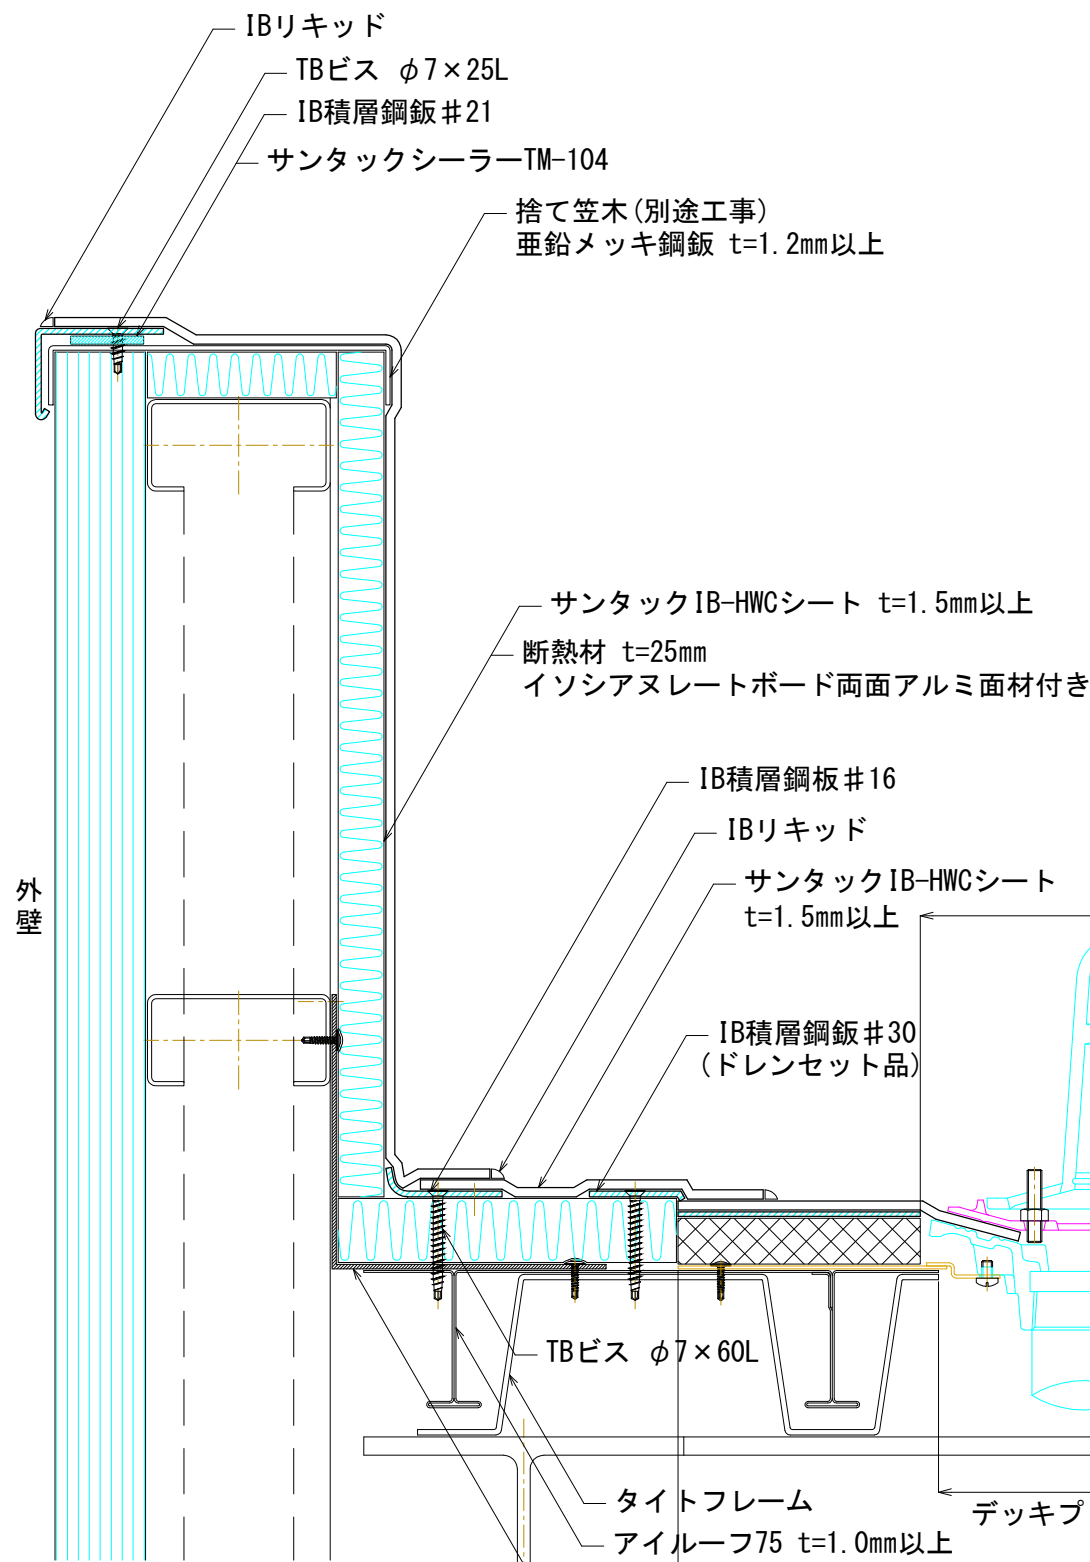 IBリキッド
TBビス φ7×25L
IB積層鋼鈑♯21
サンタックシーラーTM-104
捨て笠木(別途工事)
亜鉛メッキ鋼鈑 t=1.2mm以上
サンタックIB-HWCシート t=1.5mm以上
断熱材 t=25mm
イソシアヌレートボード両面アルミ面材付き
IB積層鋼板♯16
IBリキッド
サンタックIB-HWCシート
t=1.5mm以上
外壁
IB積層鋼鈑♯30
(ドレンセット品)
TBビス φ7×60L
タイトフレーム
デッキプ
アイルーフ75 t=1.0mm以上